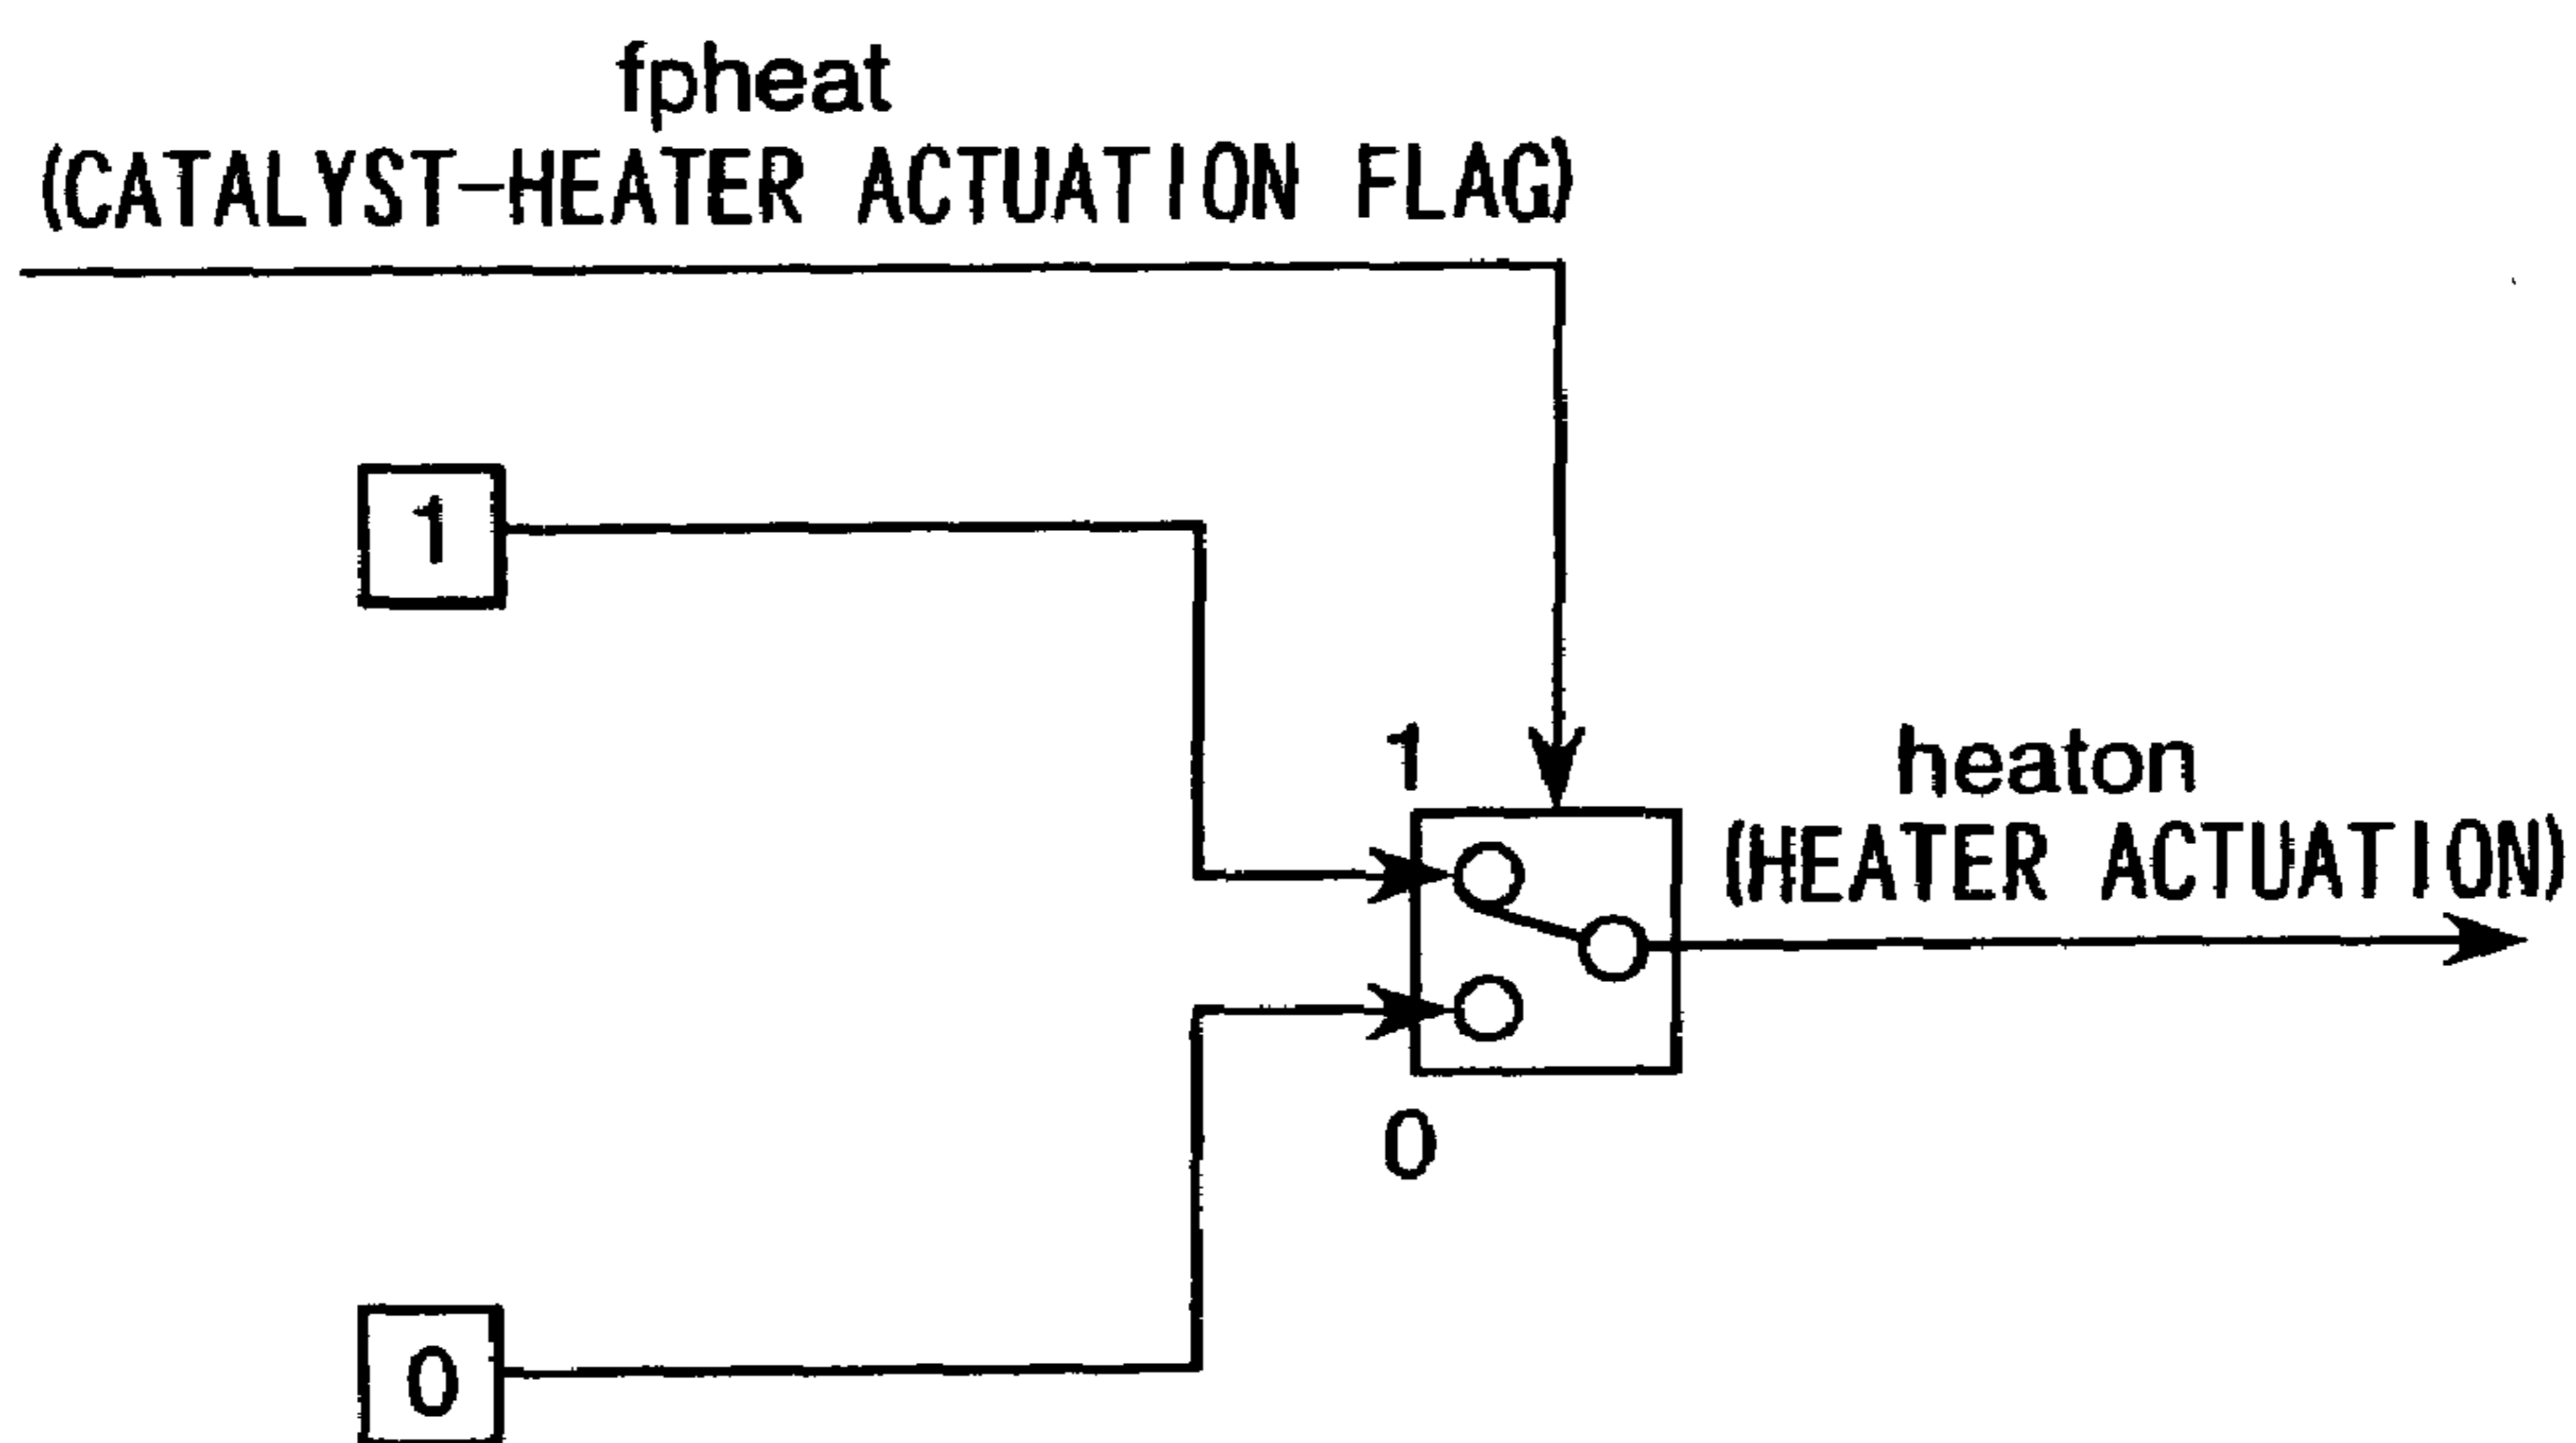 fpheat
(CATALYST-HEATER ACTUATION FLAG)
1
1
heaton
(HEATER ACTUATION)
0
0